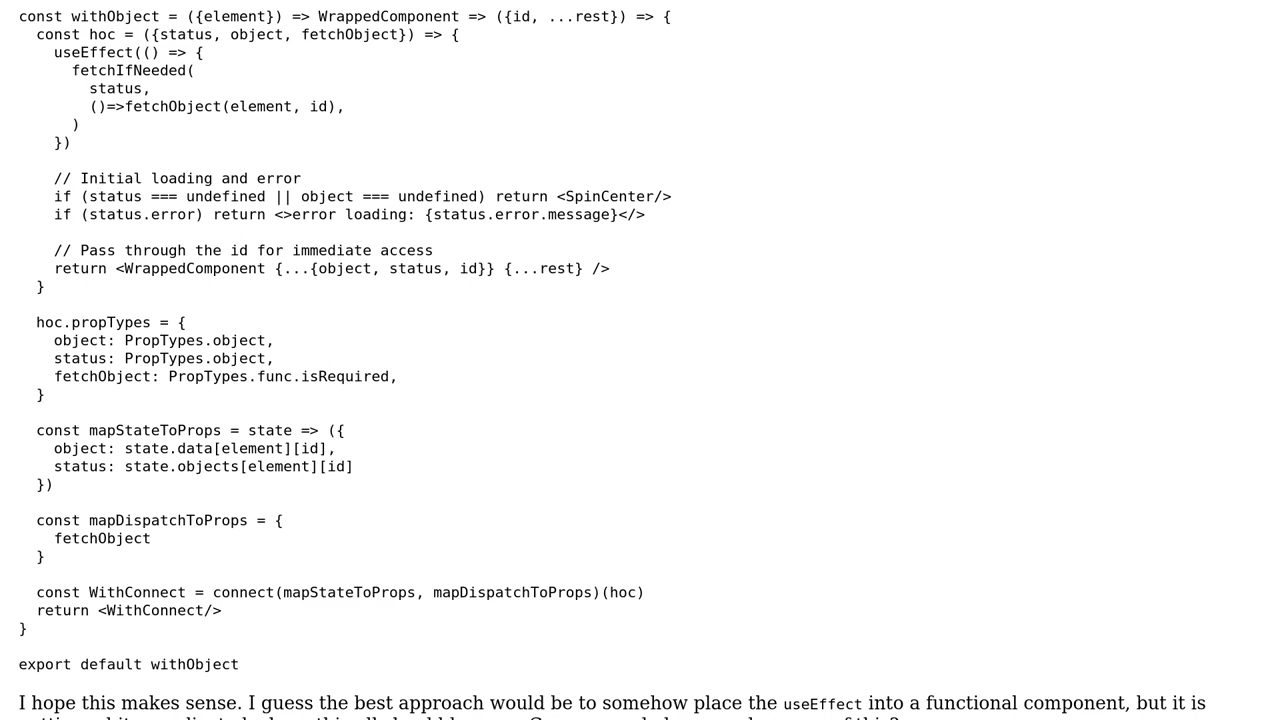 const withObject = ({element}) => WrappedComponent => ({id, ...rest}) => {
  const hoc = ({status, object, fetchObject}) => {
    useEffect(() => {
      fetchIfNeeded(
        status,
        ()=>fetchObject(element, id),
      )
    })

    // Initial loading and error
    if (status === undefined || object === undefined) return <SpinCenter/>
    if (status.error) return <>error loading: {status.error.message}</>

    // Pass through the id for immediate access
    return <WrappedComponent {...{object, status, id}} {...rest} />
  }

  hoc.propTypes = {
    object: PropTypes.object,
    status: PropTypes.object,
    fetchObject: PropTypes.func.isRequired,
  }

  const mapStateToProps = state => ({
    object: state.data[element][id],
    status: state.objects[element][id]
  })

  const mapDispatchToProps = {
    fetchObject
  }

  const WithConnect = connect(mapStateToProps, mapDispatchToProps)(hoc)
  return <WithConnect/>
}

export default withObject

I hope this makes sense. I guess the best approach would be to somehow place the useEffect into a functional component, but it is